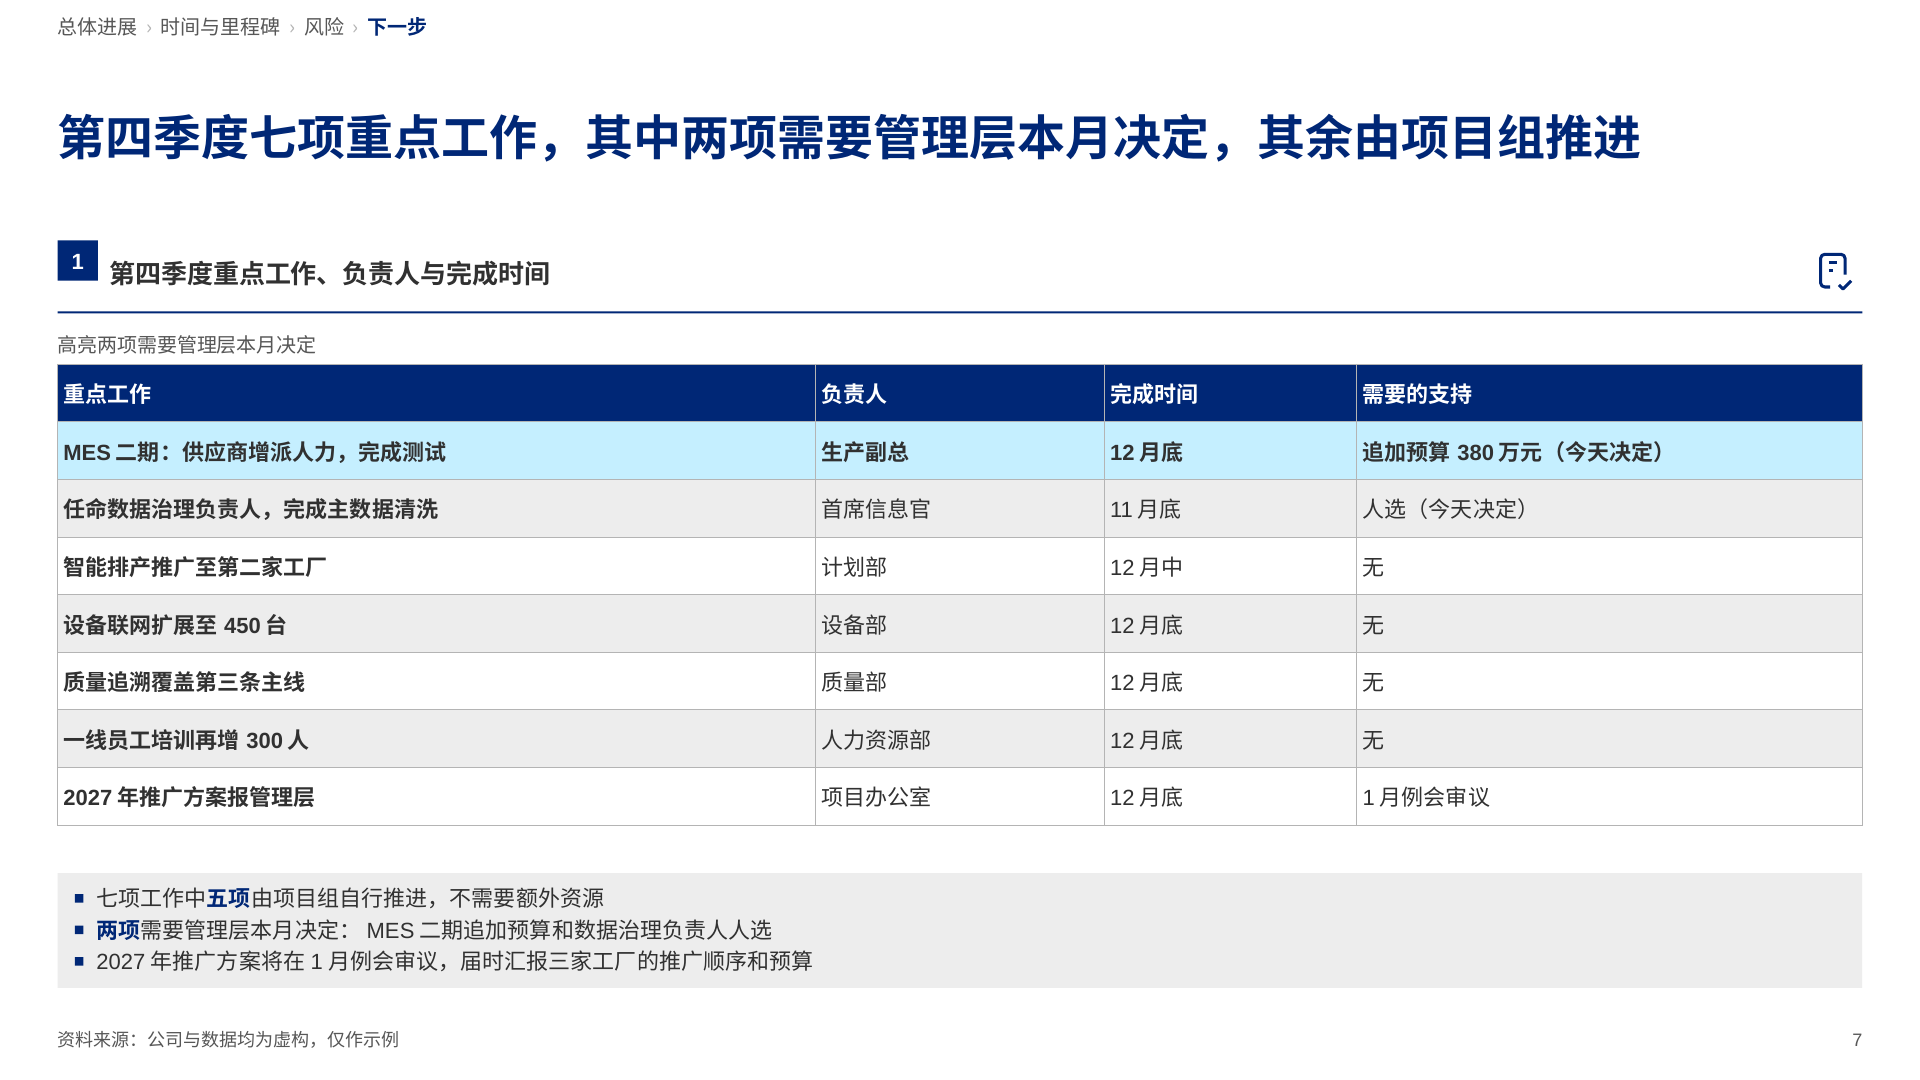 总体进展 › 时间与里程碑 › 风险 › 下一步
第四季度七项重点工作，其中两项需要管理层本月决定，其余由项目组推进
1 第四季度重点工作、负责人与完成时间
高亮两项需要管理层本月决定
重点工作 负责人 完成时间 需要的支持
MES 二期：供应商增派人力，完成测试 生产副总 12 月底 追加预算 380 万元（今天决定）
任命数据治理负责人，完成主数据清洗 首席信息官 11 月底 人选（今天决定）
智能排产推广至第二家工厂 计划部 12 月中 无
设备联网扩展至 450 台 设备部 12 月底 无
质量追溯覆盖第三条主线 质量部 12 月底 无
一线员工培训再增 300 人 人力资源部 12 月底 无
2027 年推广方案报管理层 项目办公室 12 月底 1 月例会审议
■ 七项工作中五项由项目组自行推进，不需要额外资源
■ 两项需要管理层本月决定： MES 二期追加预算和数据治理负责人人选
■ 2027 年推广方案将在 1 月例会审议，届时汇报三家工厂的推广顺序和预算
资料来源：公司与数据均为虚构，仅作示例 7